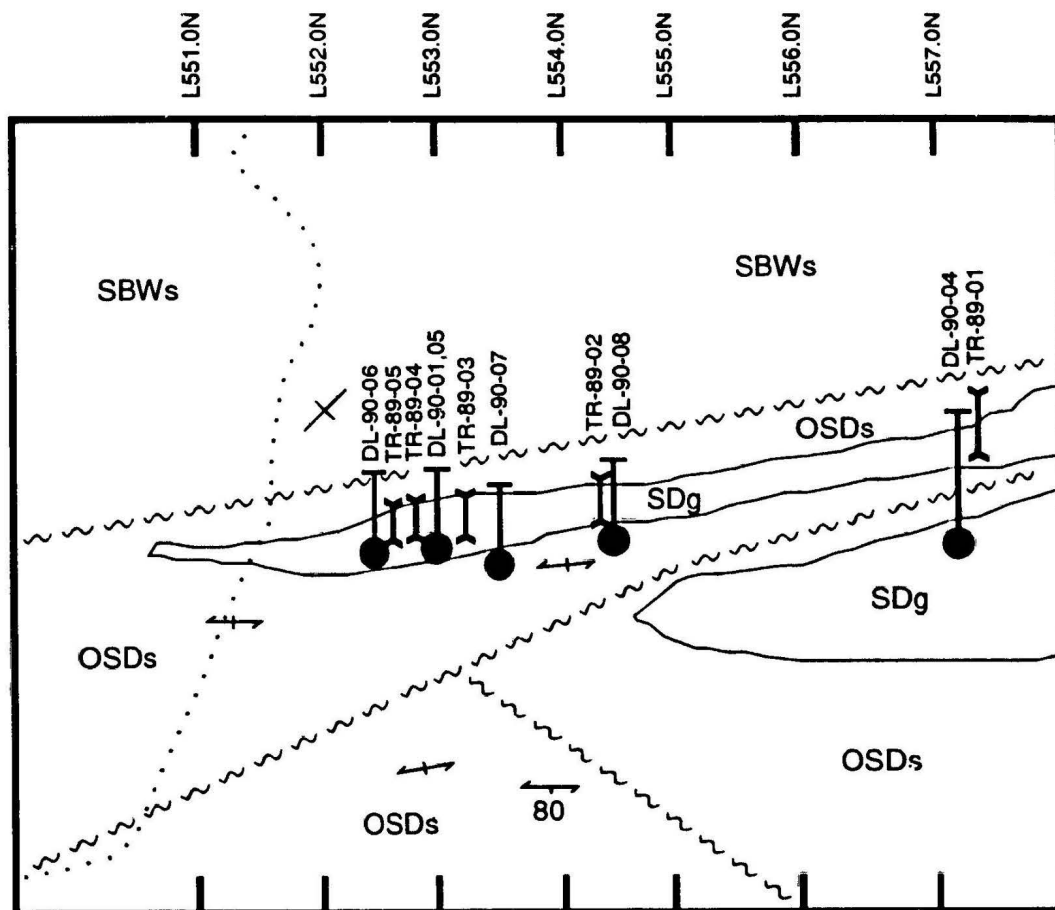 L551.0N
L552.0N
L553.0N
L554.0N
L555.0N
L556.0N
L557.0N
SBWs
SBWs
DL-90-06
TR-89-05
TR-89-04
DL-90-01,05
TR-89-03
DL-90-07
TR-89-02
DL-90-08
DL-90-04
TR-89-01
OSDs
SDg
SDg
OSDs
OSDs
80
OSDs